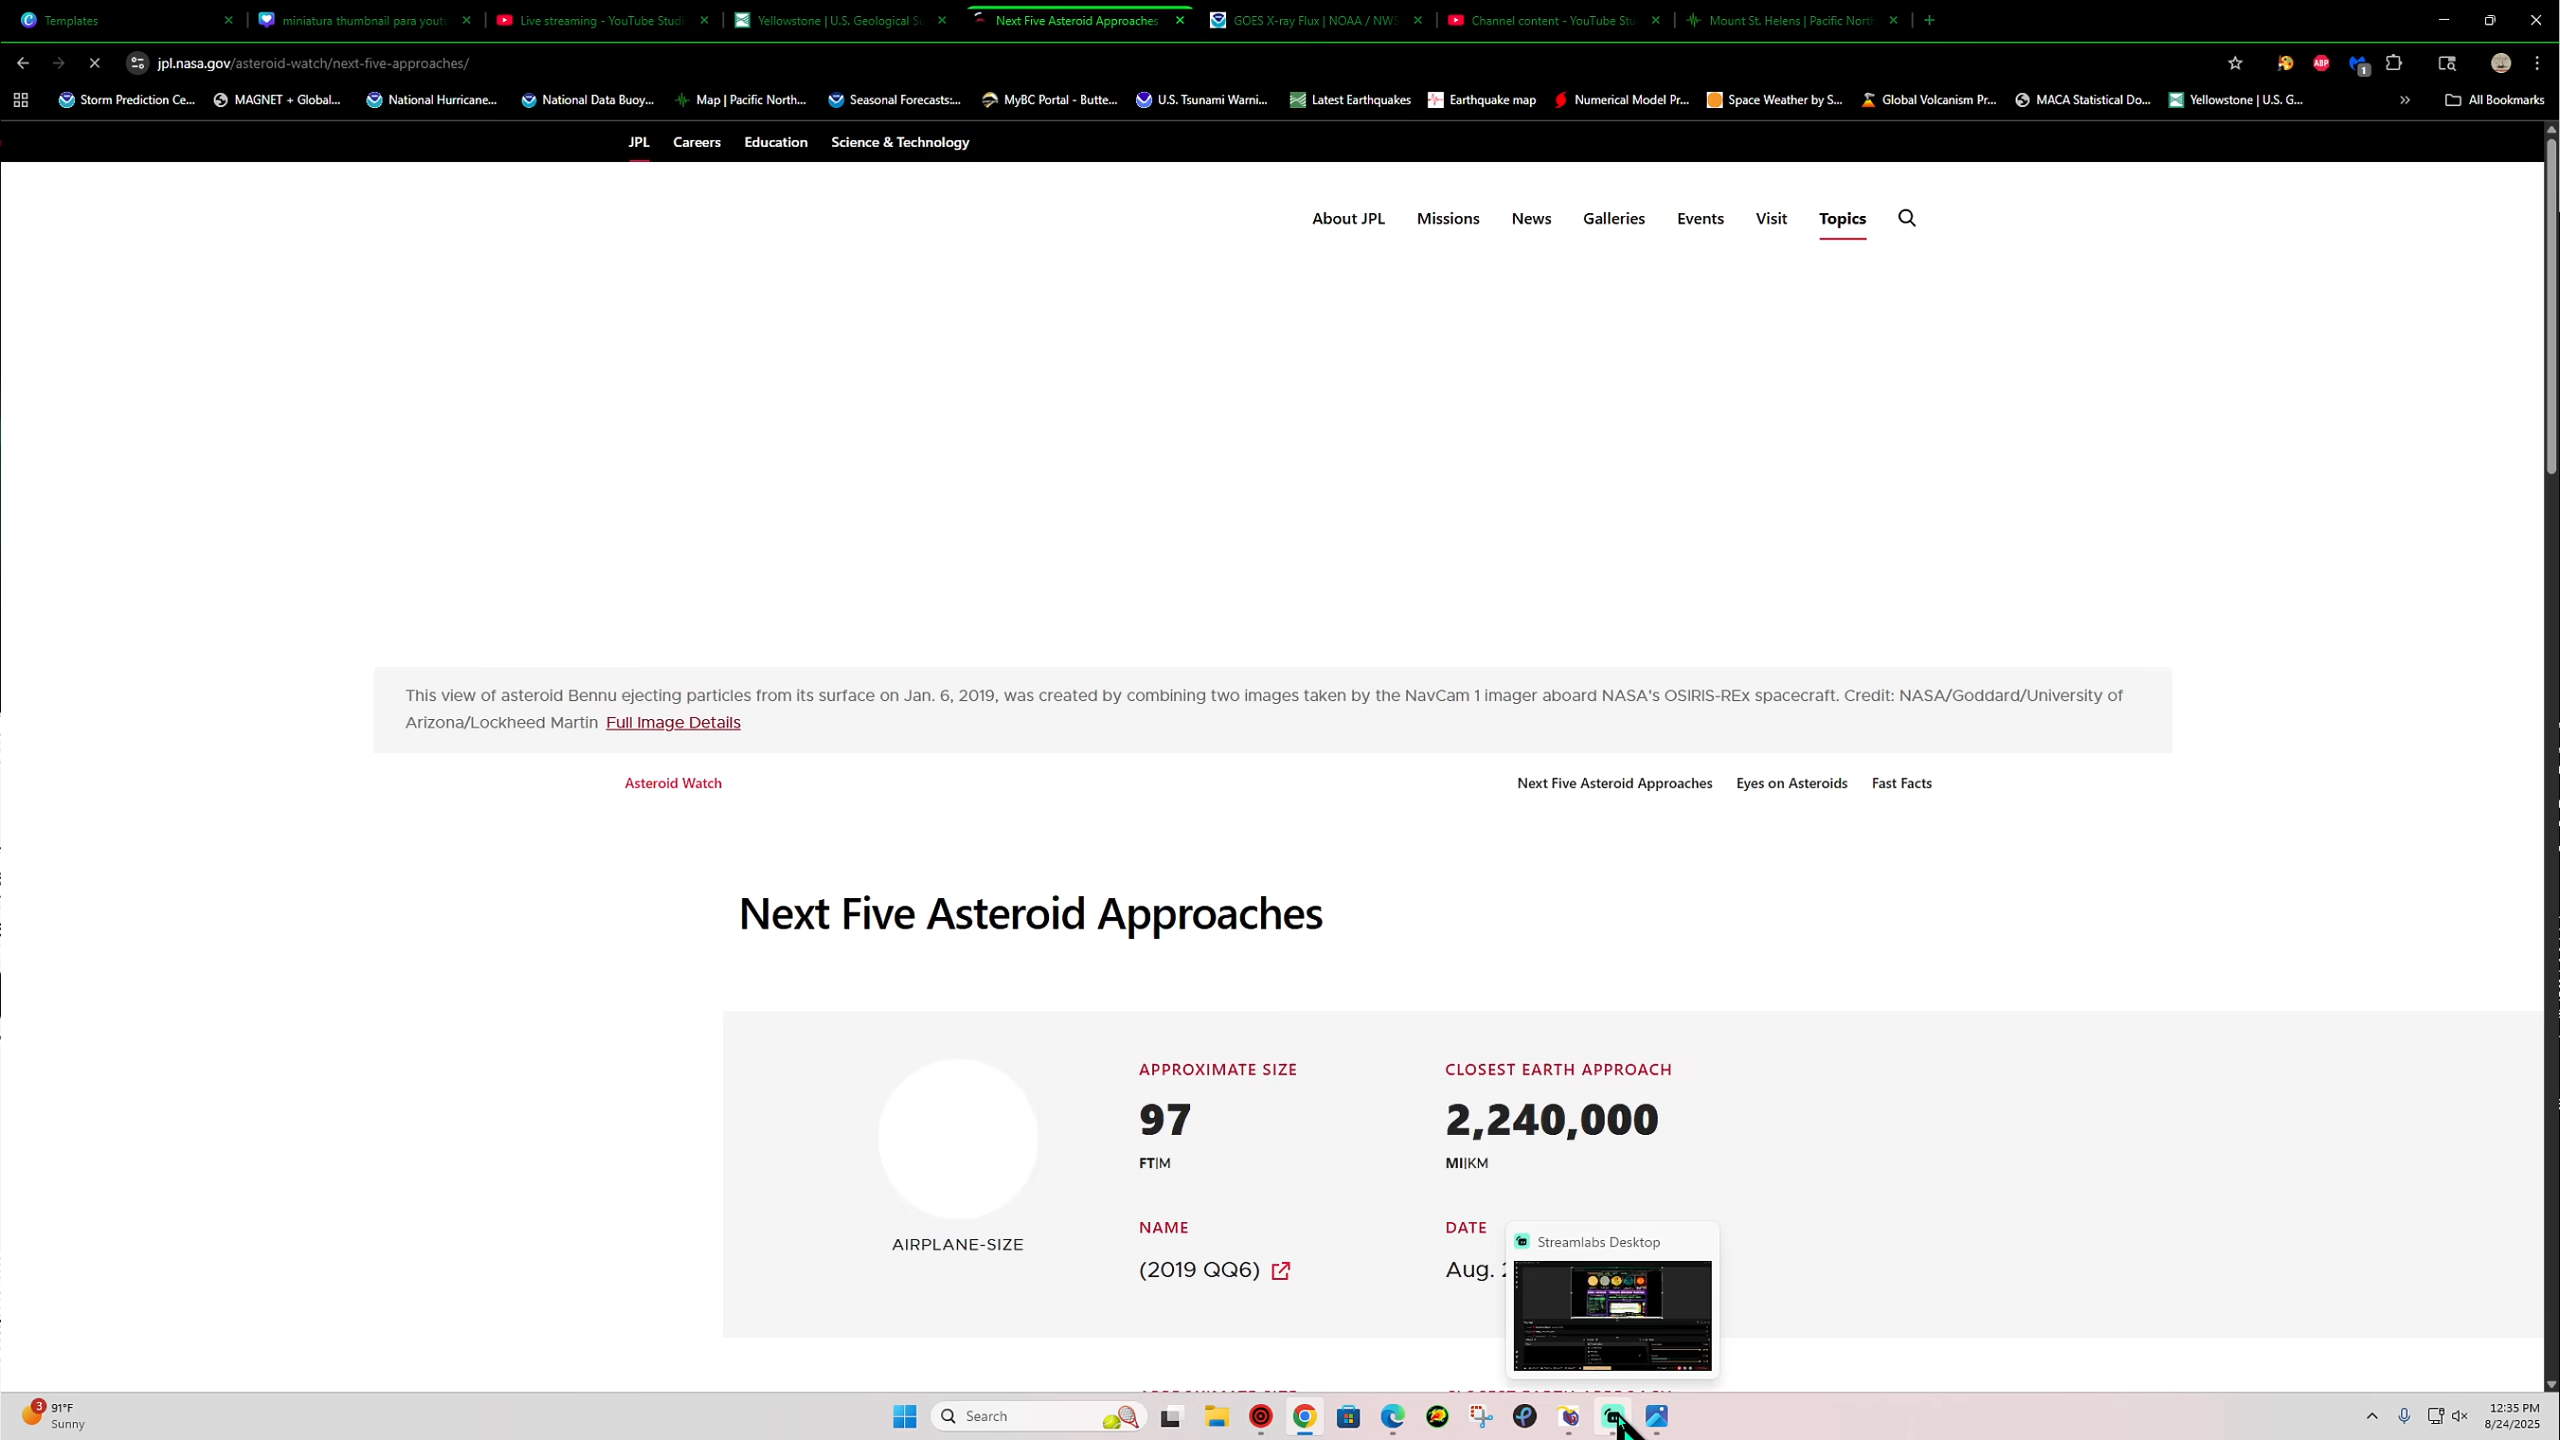 Templates
miniatura thumbnail para yout
Live streaming - YouTube Studi
Yellowstone | U.S. Geological Su
Next Five Asteroid Approaches
GOES X-ray Flux | NOAA / NWS
Channel content - YouTube Stu
Mount St. Helens | Pacific North
jpl.nasa.gov/asteroid-watch/next-five-approaches/
ABP
1
Storm Prediction Ce...
MAGNET + Global...
National Hurricane...
National Data Buoy...
Map | Pacific North...
Seasonal Forecasts:...
MyBC Portal - Butte...
U.S. Tsunami Warni...
Latest Earthquakes
Earthquake map
Numerical Model Pr...
Space Weather by S...
Global Volcanism Pr...
MACA Statistical Do...
Yellowstone | U.S. G...
All Bookmarks
JPL
Careers
Education
Science & Technology
About JPL
Missions
News
Galleries
Events
Visit
Topics
This view of asteroid Bennu ejecting particles from its surface on Jan. 6, 2019, was created by combining two images taken by the NavCam 1 imager aboard NASA's OSIRIS-REx spacecraft. Credit: NASA/Goddard/University of
Arizona/Lockheed Martin Full Image Details
Asteroid Watch
Next Five Asteroid Approaches
Eyes on Asteroids
Fast Facts
Next Five Asteroid Approaches
APPROXIMATE SIZE
CLOSEST EARTH APPROACH
97
2,240,000
FT|M
MI|KM
AIRPLANE-SIZE
NAME
DATE
(2019 QQ6)
Aug.
Streamlabs Desktop
3
91°F
Sunny
Search
12:35 PM
8/24/2025